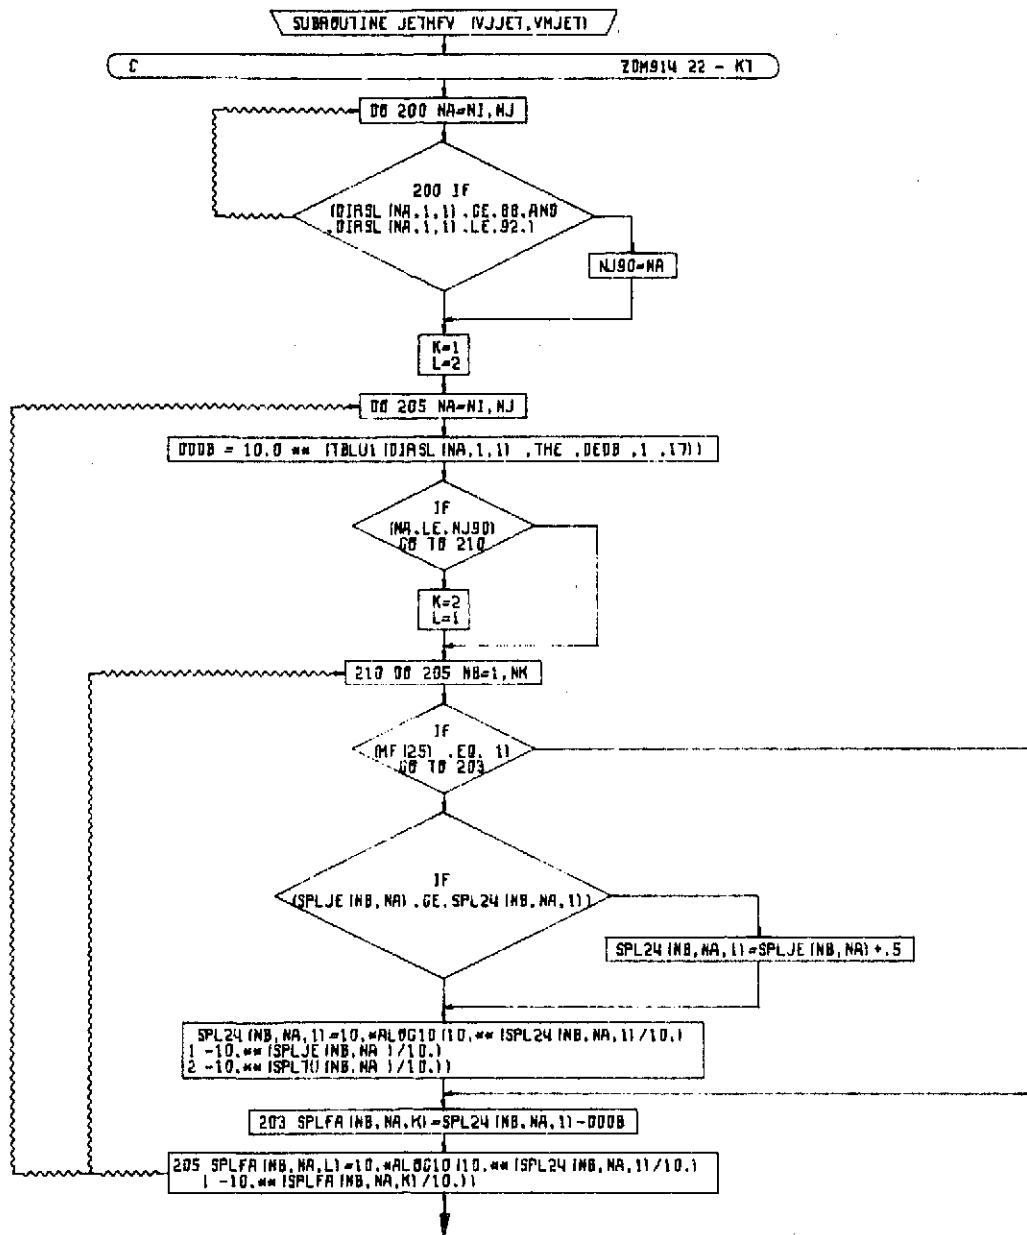 SUBROUTINE JETHFV (VJJET,VMJET)
C ZOM914 22 - K1
DO 200 NA=NI,NJ
200 IF
(DIRSL(NA,1,1).GE.88.AND
.DIRSL(NA,1,1).LE.92.)
NJ90=NA
K=1
L=2
DO 205 NA=NI,NJ
DDDB = 10.0 ** (TBLU1(DIRSL(NA,1,1) ,THE ,DEDB ,1 ,17))
IF
(NA.LE.NJ90)
GO TO 210
K=2
L=1
210 DO 205 NB=1,NK
IF
(MF(25) .EQ. 1)
GO TO 203
IF
(SPLJE(NB,NA).GE.SPL24(NB,NA,1))
SPL24(NB,NA,1)=SPLJE(NB,NA)+.5
SPL24(NB,NA,1)=10.*ALOG10(10.**(SPL24(NB,NA,1)/10.)
1 -10.**(SPLJE(NB,NA )/10.)
2 -10.**(SPLTU(NB,NA )/10.))
203 SPLFA(NB,NA,K)=SPL24(NB,NA,1)-DDDB
205 SPLFA(NB,NA,L)=10.*ALOG10(10.**(SPL24(NB,NA,1)/10.)
1 -10.**(SPLFA(NB,NA,K)/10.))